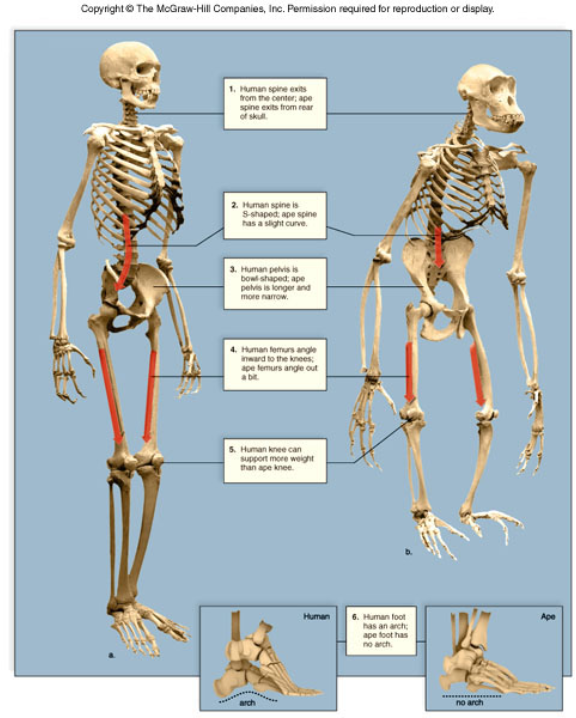 Copyright © The McGraw-Hill Companies, Inc. Permission required for reproduction or display.
1. Human spine exits
from the center; ape
spine exits from rear
of skull.
2. Human spine is
S-shaped; ape spine
has a slight curve.
3. Human pelvis is
bowl-shaped; ape
pelvis is longer and
more narrow.
4. Human femurs angle
inward to the knees;
ape femurs angle out
a bit.
5. Human knee can
support more weight
than ape knee.
b.
a.
Human
arch
6. Human foot
has an arch;
ape foot has
no arch.
Ape
no arch